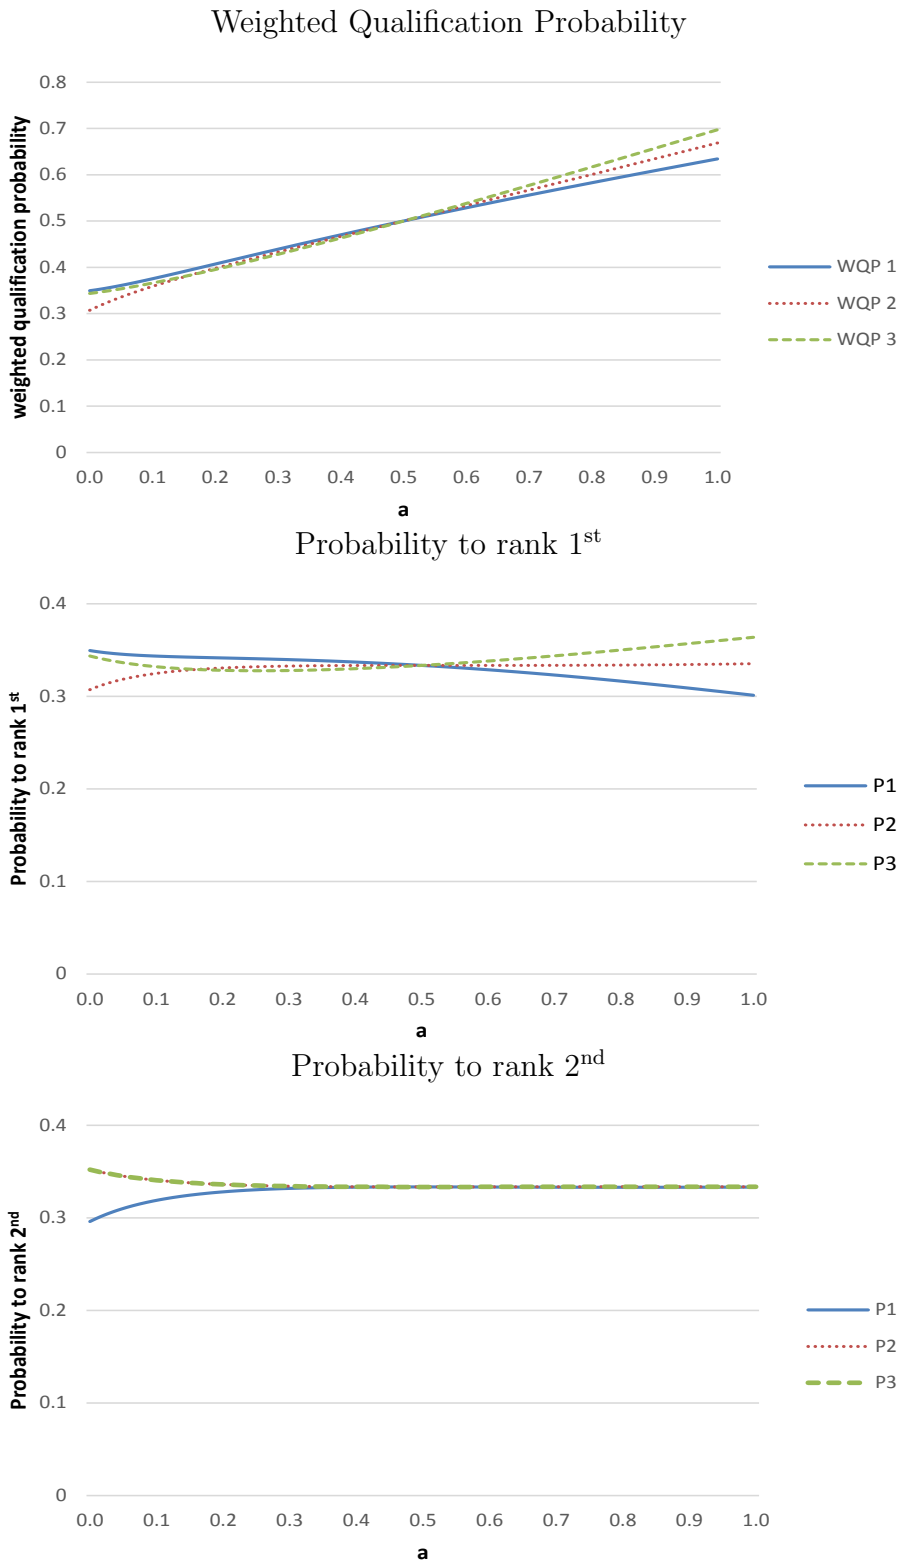 Weighted Qualification Probability
weighted qualification probability
0.8
0.7
0.6
0.5
0.4
0.3
0.2
0.1
0
0.0 0.1 0.2 0.3 0.4 0.5 0.6 0.7 0.8 0.9 1.0
a
WQP 1
WQP 2
WQP 3
Probability to rank 1st
Probability to rank 1st
0.4
0.3
0.2
0.1
0
0.0 0.1 0.2 0.3 0.4 0.5 0.6 0.7 0.8 0.9 1.0
a
P1
P2
P3
Probability to rank 2nd
Probability to rank 2nd
0.4
0.3
0.2
0.1
0
0.0 0.1 0.2 0.3 0.4 0.5 0.6 0.7 0.8 0.9 1.0
a
P1
P2
P3